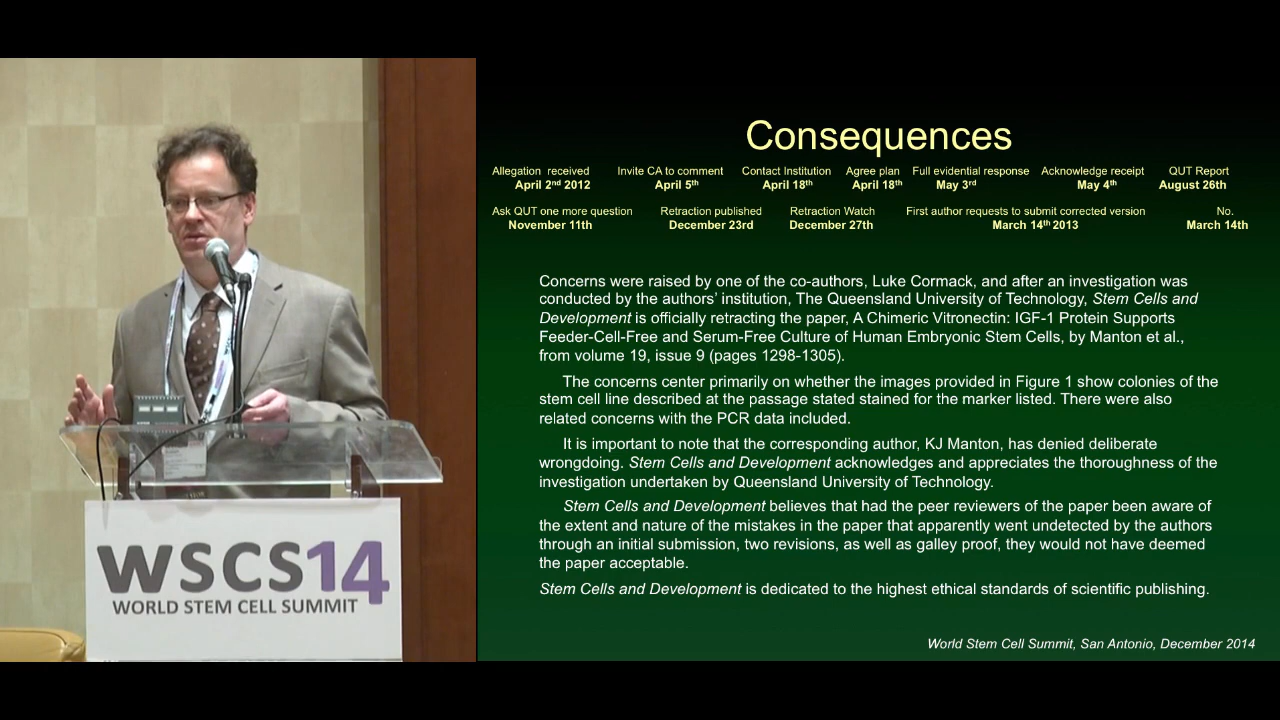 Consequences
Allegation received Invite CA to comment Contact Institution Agree plan Full evidential response Acknowledge receipt QUT Report
April 2nd 2012 April 5th April 18th April 18th May 3rd May 4th August 26th
Ask QUT one more question Retraction published Retraction Watch First author requests to submit corrected version No.
November 11th December 23rd December 27th March 14th 2013 March 14th
Concerns were raised by one of the co-authors, Luke Cormack, and after an investigation was
conducted by the authors’ institution, The Queensland University of Technology, Stem Cells and
Development is officially retracting the paper, A Chimeric Vitronectin: IGF-1 Protein Supports
Feeder-Cell-Free and Serum-Free Culture of Human Embryonic Stem Cells, by Manton et al.,
from volume 19, issue 9 (pages 1298-1305).
The concerns center primarily on whether the images provided in Figure 1 show colonies of the
stem cell line described at the passage stated stained for the marker listed. There were also
related concerns with the PCR data included.
It is important to note that the corresponding author, KJ Manton, has denied deliberate
wrongdoing. Stem Cells and Development acknowledges and appreciates the thoroughness of the
investigation undertaken by Queensland University of Technology.
Stem Cells and Development believes that had the peer reviewers of the paper been aware of
the extent and nature of the mistakes in the paper that apparently went undetected by the authors
through an initial submission, two revisions, as well as galley proof, they would not have deemed
the paper acceptable.
Stem Cells and Development is dedicated to the highest ethical standards of scientific publishing.
World Stem Cell Summit, San Antonio, December 2014
WSCS14
WORLD STEM CELL SUMMIT